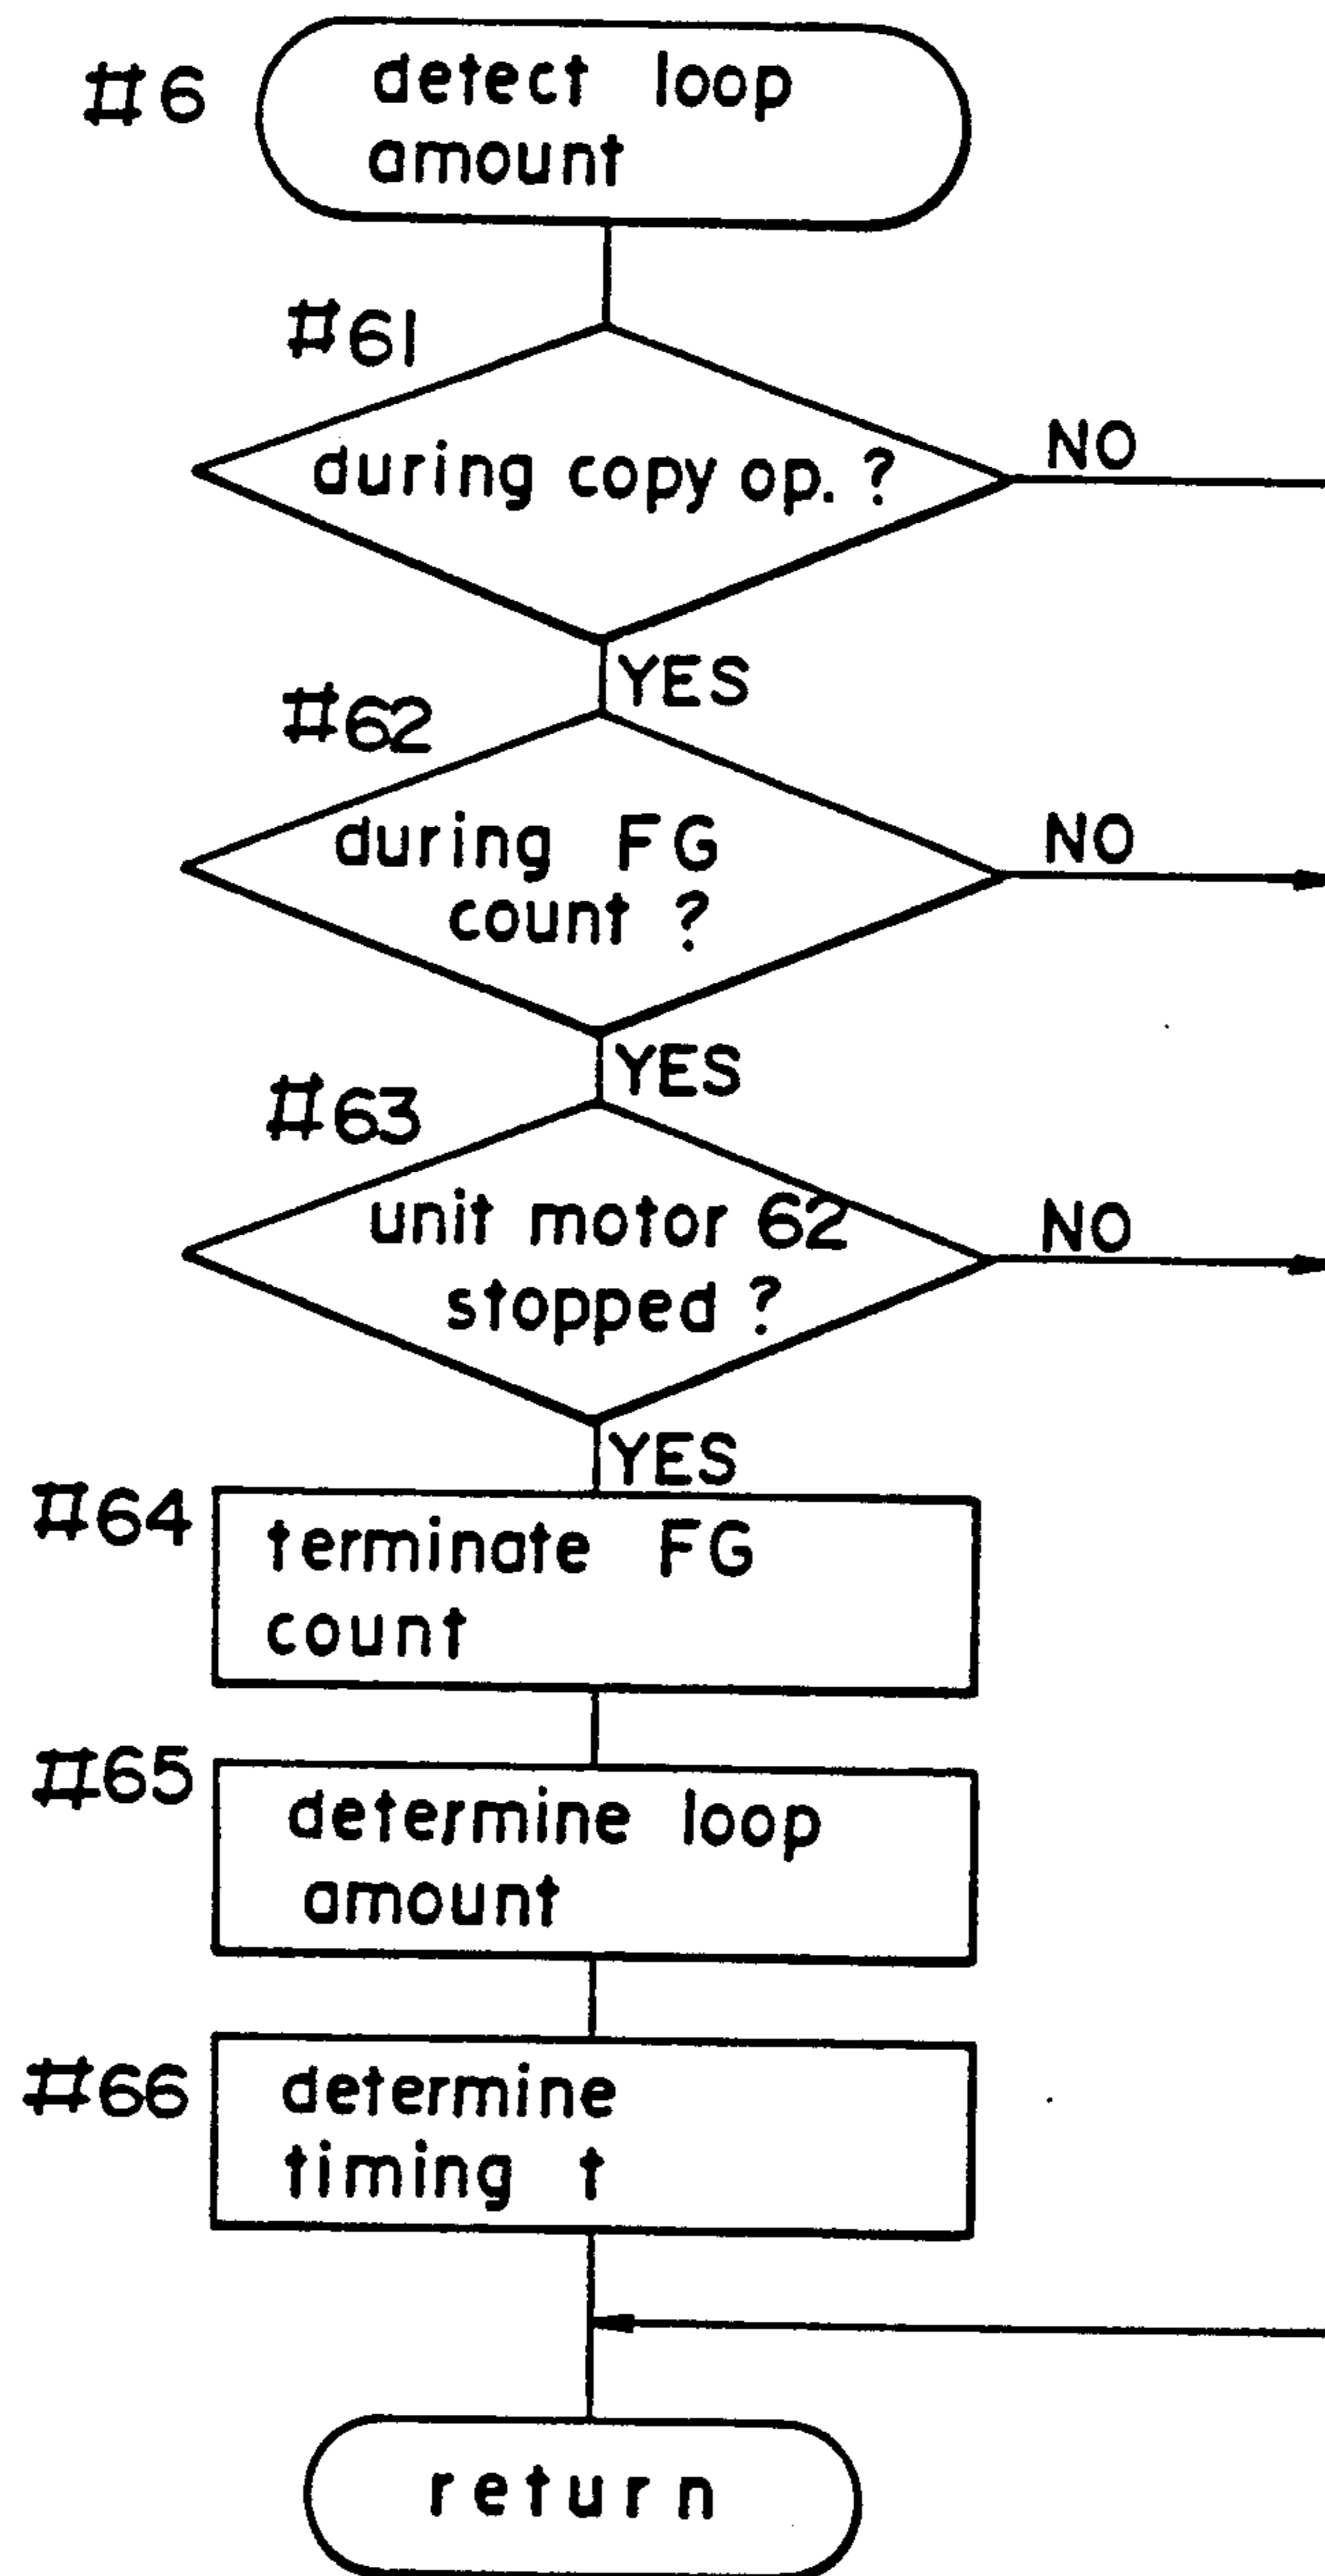 #6
detect loop
amount
#61
during copy op. ?
NO
YES
#62
during FG
count ?
NO
YES
#63
unit motor 62
stopped ?
NO
YES
#64
terminate FG
count
#65
determine loop
amount
#66
determine
timing t
return